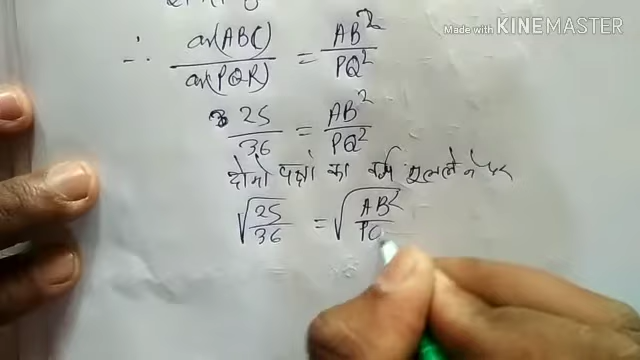 Made with KINEMASTER
∴ ar(ABC)/ar(PQR) = AB²/PQ²
25/36 = AB²/PQ²
दोनो पक्षो का वर्ग
√25/36 = √AB²/PQ